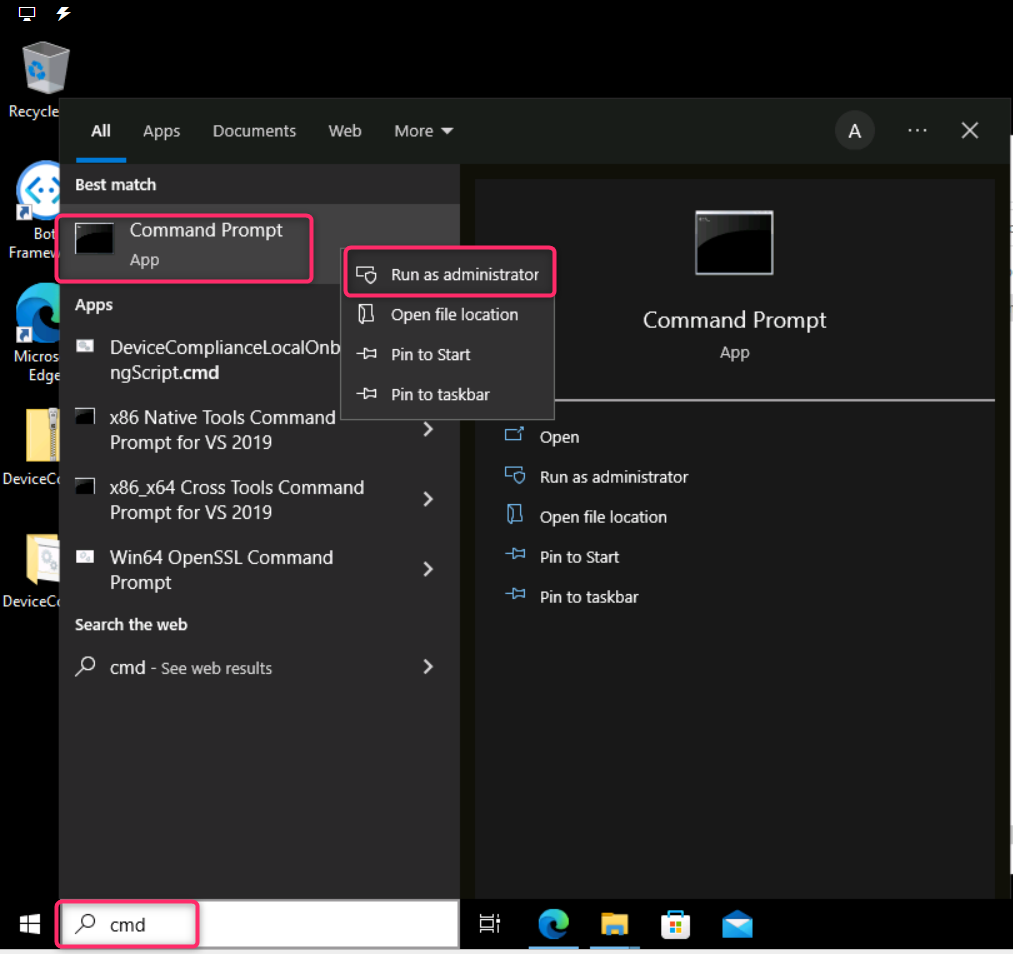 Recycle
All Apps Documents Web More
A
Best match
Command Prompt
App
Run as administrator
Open file location
Pin to Start
Pin to taskbar
Apps
DeviceComplianceLocalOnb
ngScript.cmd
x86 Native Tools Command
Prompt for VS 2019
x86_x64 Cross Tools Command
Prompt for VS 2019
Win64 OpenSSL Command
Prompt
Search the web
cmd - See web results
Command Prompt
App
Open
Run as administrator
Open file location
Pin to Start
Pin to taskbar
Bot
Framew
Micros
Edge
DeviceCo
DeviceCo
cmd